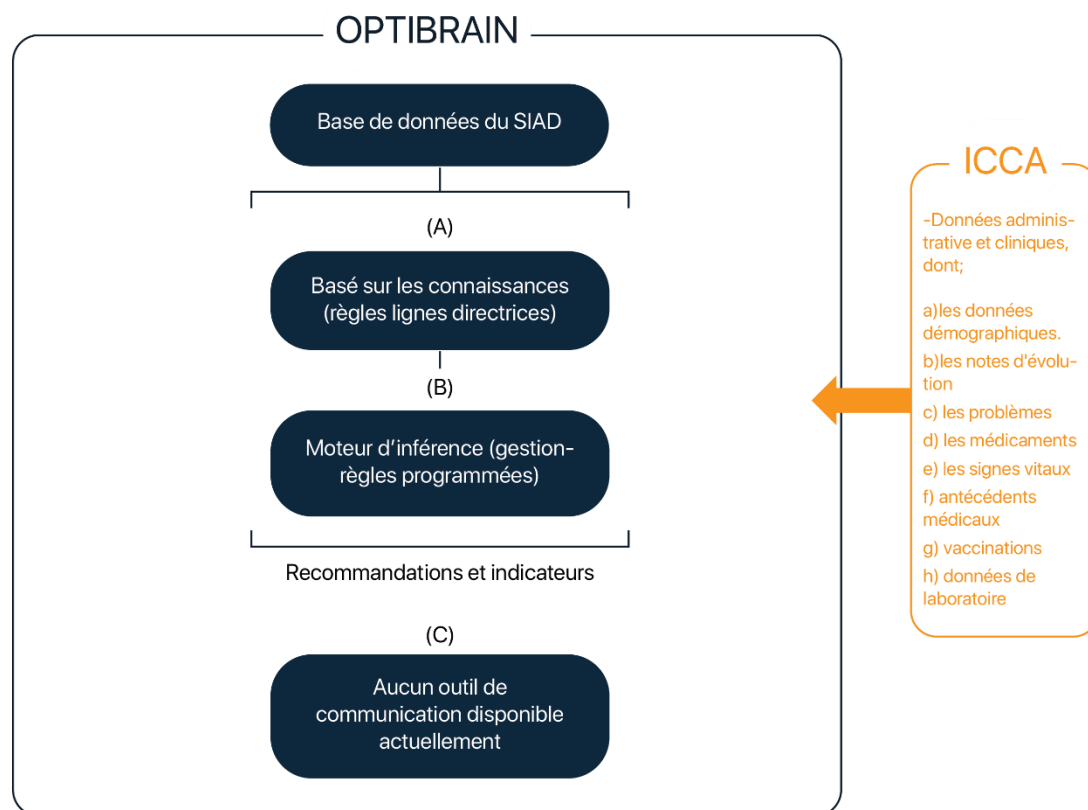 OPTIBRAIN
Base de données du SIAD
(A)
Basé sur les connaissances
(règles lignes directrices)
(B)
Moteur d'inférence (gestion-
règles programmées)
Recommandations et indicateurs
(C)
Aucun outil de
communication disponible
actuellement
ICCA
-Données adminis-
trative et cliniques,
dont;
a)les données
démographiques.
b)les notes d'évolu-
tion
c) les problèmes
d) les médicaments
e) les signes vitaux
f) antécédents
médicaux
g) vaccinations
h) données de
laboratoire